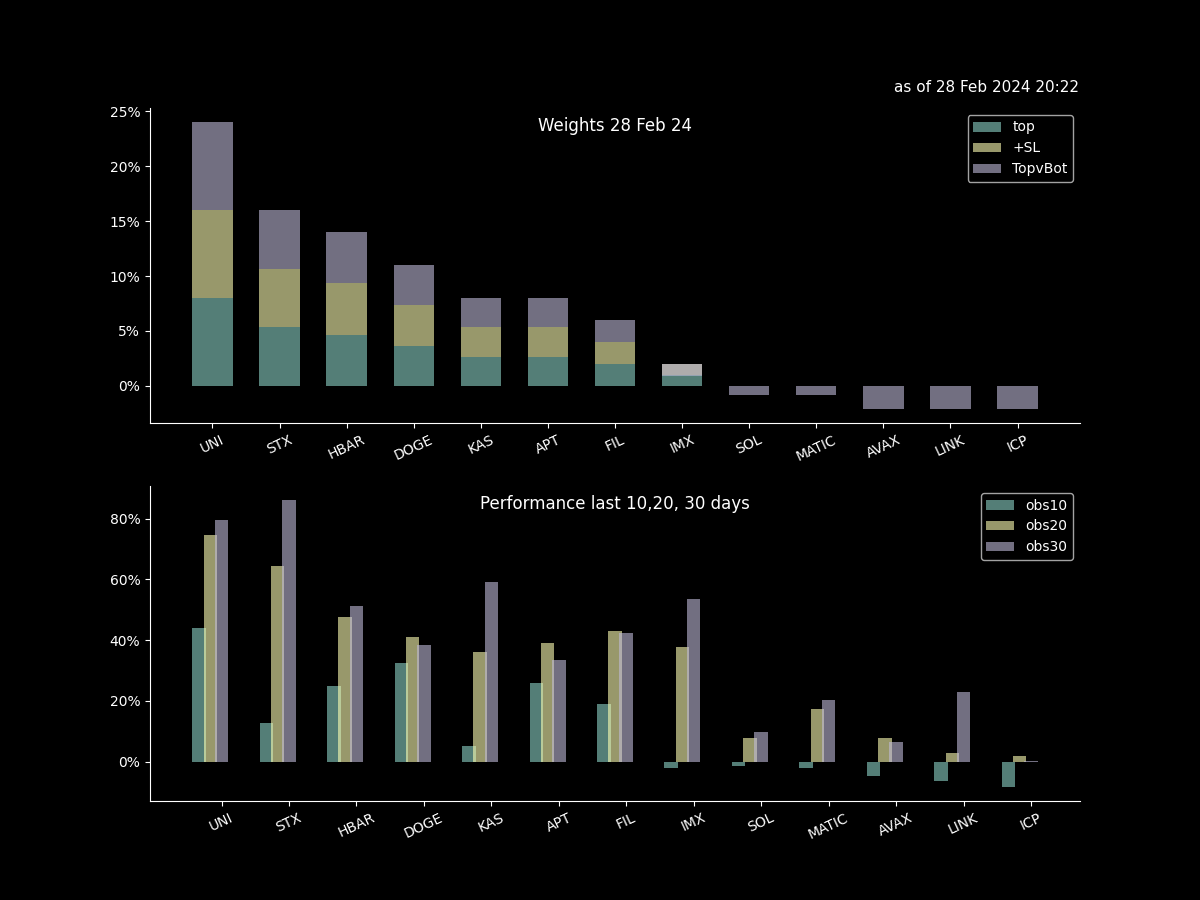 as of 28 Feb 2024 20:22
Weights 28 Feb 24
top
+SL
TopvBot
25%
20%
15%
10%
5%
0%
UNI STX HBAR DOGE KAS APT FIL IMX SOL MATIC AVAX LINK ICP
Performance last 10,20, 30 days
obs10
obs20
obs30
80%
60%
40%
20%
0%
UNI STX HBAR DOGE KAS APT FIL IMX SOL MATIC AVAX LINK ICP